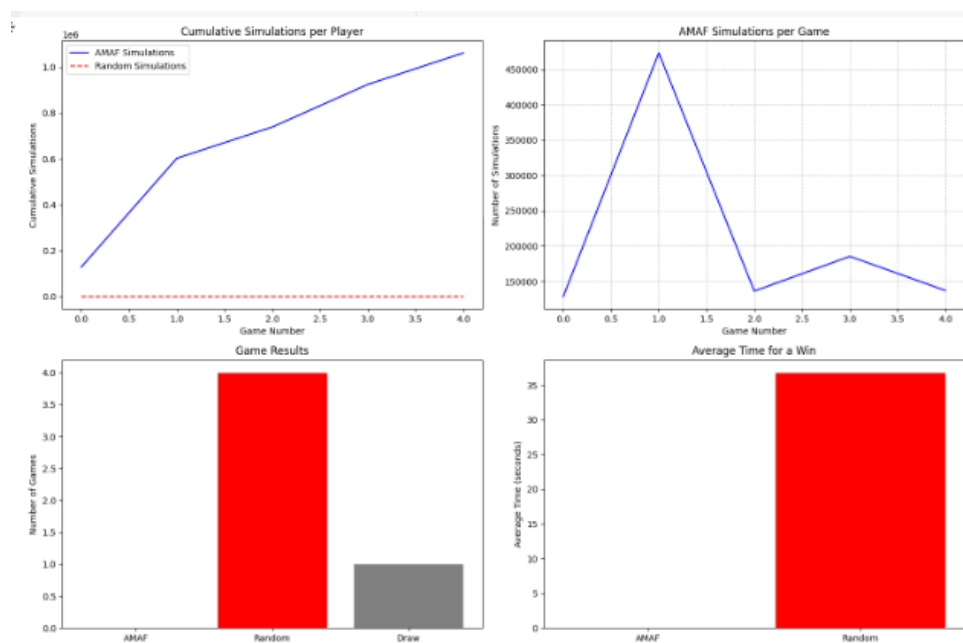 Cumulative Simulations per Player
1e6
AMAF Simulations
Random Simulations
1.0
0.8
0.6
0.4
0.2
0.0
Cumulative Simulations
0.0 0.5 1.0 1.5 2.0 2.5 3.0 3.5 4.0
Game Number
AMAF Simulations per Game
450000
400000
350000
300000
250000
200000
150000
Number of Simulations
0.0 0.5 1.0 1.5 2.0 2.5 3.0 3.5 4.0
Game Number
Game Results
4.0
3.5
3.0
2.5
2.0
1.5
1.0
0.5
0.0
Number of Games
AMAF Random Draw
Average Time for a Win
35
30
25
20
15
10
5
0
Average Time (seconds)
AMAF Random